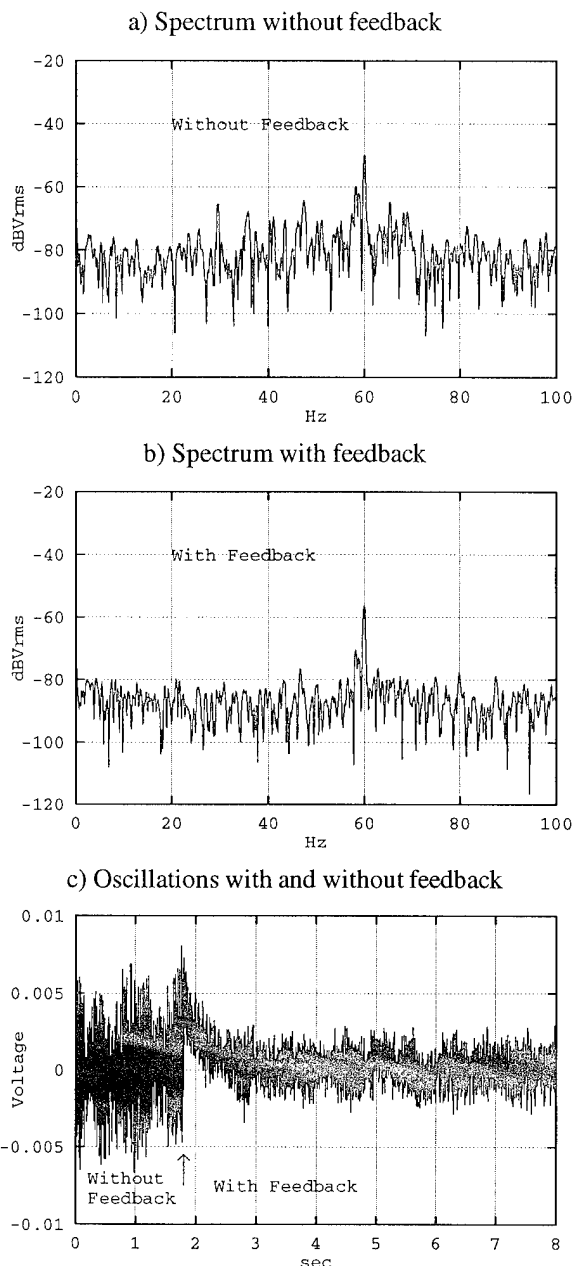 a) Spectrum without feedback
-20
-40
-60
-80
-100
-120
dBVrms
Without Feedback
0 20 40 60 80 100
Hz
b) Spectrum with feedback
-20
-40
-60
-80
-100
-120
dBVrms
With Feedback
0 20 40 60 80 100
Hz
c) Oscillations with and without feedback
0.01
0.005
0
-0.005
-0.01
Voltage
Without
Feedback
With Feedback
0 1 2 3 4 5 6 7 8
sec